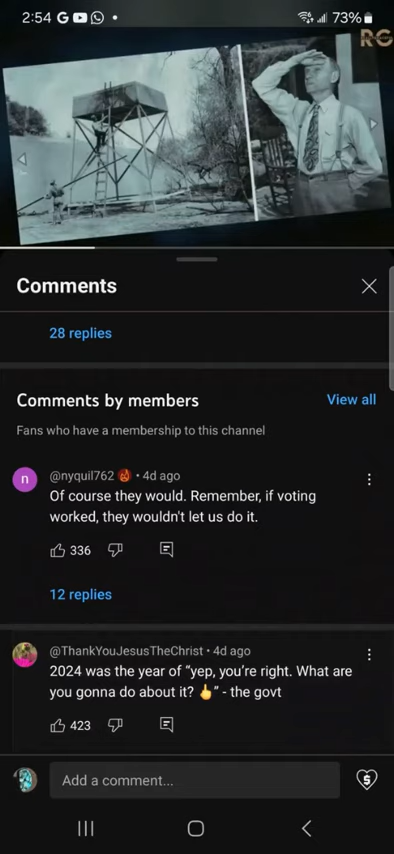 2:54
73%
RG
Comments
28 replies
Comments by members
View all
Fans who have a membership to this channel
n
@nyquil762 • 4d ago
Of course they would. Remember, if voting
worked, they wouldn't let us do it.
336
12 replies
@ThankYouJesusTheChrist • 4d ago
2024 was the year of “yep, you’re right. What are
you gonna do about it? 👆” - the govt
423
Add a comment...